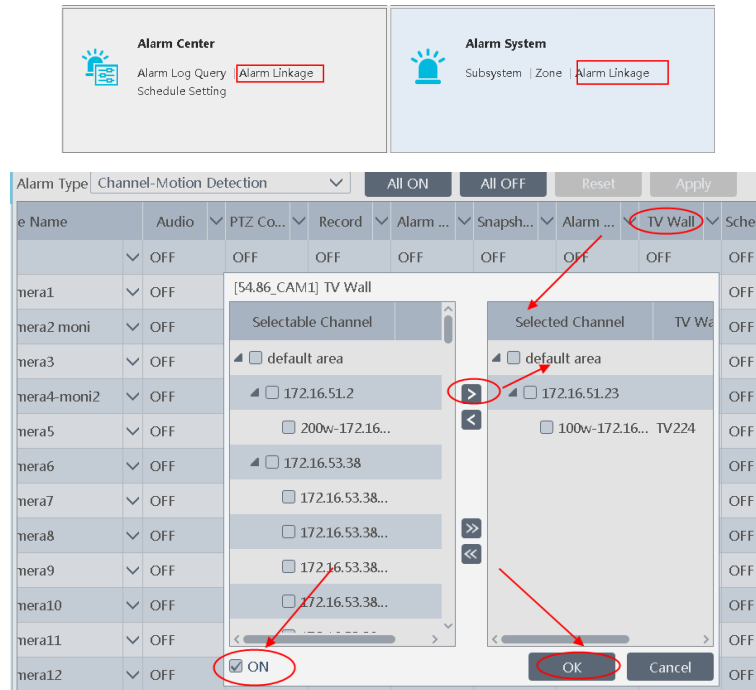 Alarm Center
Alarm Log Query | Alarm Linkage
Schedule Setting
Alarm System
Subsystem | Zone | Alarm Linkage
Alarm Type Channel-Motion Detection All ON All OFF Reset Apply
e Name Audio PTZ Co... Record Alarm ... Snapsh... Alarm ... TV Wall Sche
OFF OFF OFF OFF OFF OFF OFF OFF
mera1 OFF [54.86_CAM1] TV Wall OFF
mera2 moni OFF Selectable Channel Selected Channel TV Wa OFF
mera3 OFF default area default area OFF
mera4-moni2 OFF 172.16.51.2 > 172.16.51.23 OFF
mera5 OFF 200w-172.16... < 100w-172.16... TV224 OFF
mera6 OFF 172.16.53.38 OFF
mera7 OFF 172.16.53.38... OFF
mera8 OFF 172.16.53.38... >> OFF
mera9 OFF 172.16.53.38... << OFF
mera10 OFF 172.16.53.38... OFF
mera11 OFF OFF
mera12 OFF ON OK Cancel OFF